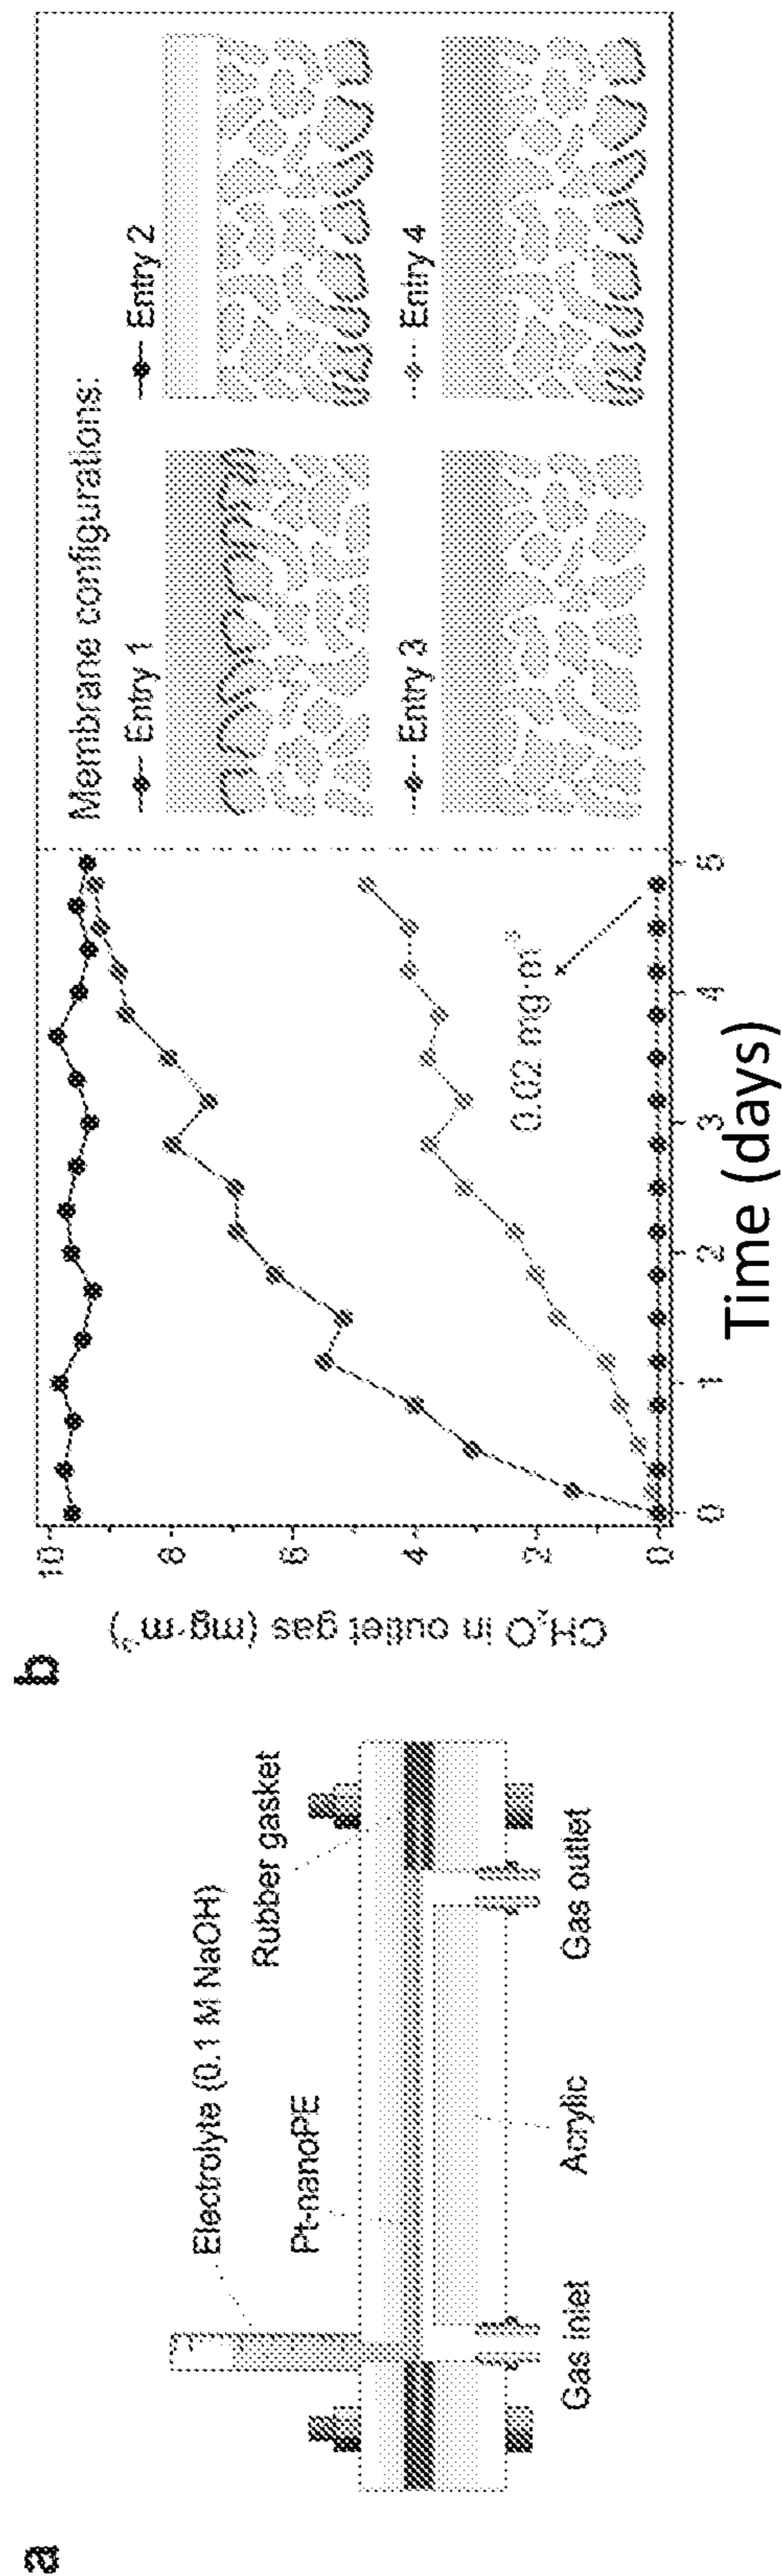 a
Electrolyte (0.1 M NaOH)
Pt-nanoPE
Rubber gasket
Gas inlet
Acrylic
Gas outlet
b
CH₂O in outlet gas (mg·m⁻³)
10
8
6
4
2
0
0 1 2 3 4 5
Time (days)
0.02 mg·m⁻³
Membrane configurations:
Entry 1
Entry 2
Entry 3
Entry 4